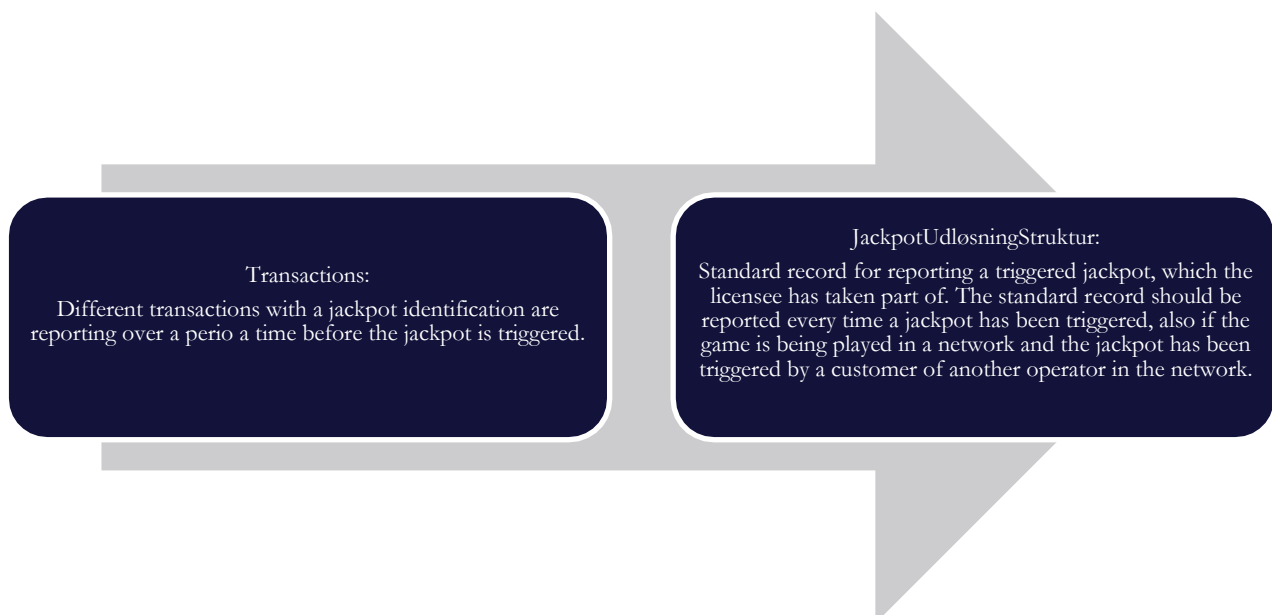 Transactions:
Different transactions with a jackpot identification are
reporting over a perio a time before the jackpot is triggered.
JackpotUdløsningStruktur:
Standard record for reporting a triggered jackpot, which the
licensee has taken part of. The standard record should be
reported every time a jackpot has been triggered, also if the
game is being played in a network and the jackpot has been
triggered by a customer of another operator in the network.